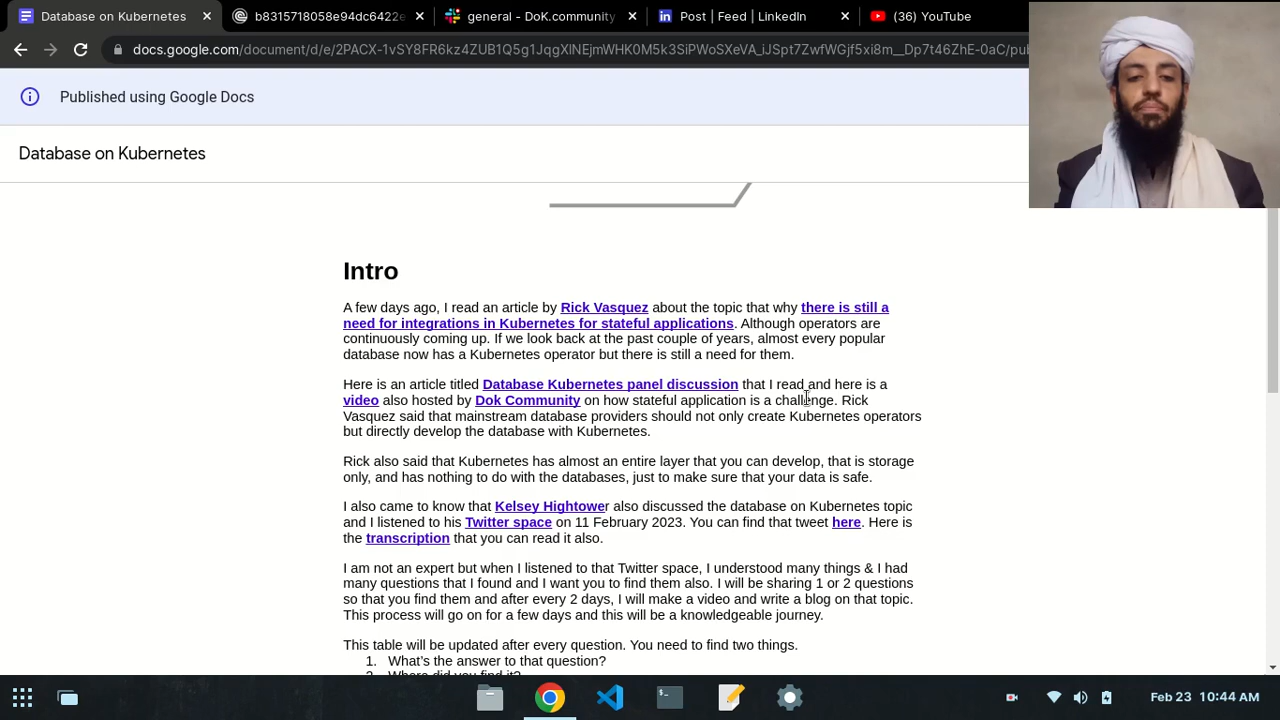 Database on Kubernetes
b8315718058e94dc6422e
general - DoK.community
Post | Feed | LinkedIn
(36) YouTube
docs.google.com/document/d/e/2PACX-1vSY8FR6kz4ZUB1Q5g1JqgXlNEjmWHK0M5k3SiPWoSXeVA_iJSpt7ZwfWGjf5xi8m__Dp7t46ZhE-0aC/pu
Published using Google Docs
Database on Kubernetes
Intro
A few days ago, I read an article by Rick Vasquez about the topic that why there is still a
need for integrations in Kubernetes for stateful applications. Although operators are
continuously coming up. If we look back at the past couple of years, almost every popular
database now has a Kubernetes operator but there is still a need for them.
Here is an article titled Database Kubernetes panel discussion that I read and here is a
video also hosted by Dok Community on how stateful application is a challenge. Rick
Vasquez said that mainstream database providers should not only create Kubernetes operators
but directly develop the database with Kubernetes.
Rick also said that Kubernetes has almost an entire layer that you can develop, that is storage
only, and has nothing to do with the databases, just to make sure that your data is safe.
I also came to know that Kelsey Hightower also discussed the database on Kubernetes topic
and I listened to his Twitter space on 11 February 2023. You can find that tweet here. Here is
the transcription that you can read it also.
I am not an expert but when I listened to that Twitter space, I understood many things & I had
many questions that I found and I want you to find them also. I will be sharing 1 or 2 questions
so that you find them and after every 2 days, I will make a video and write a blog on that topic.
This process will go on for a few days and this will be a knowledgeable journey.
This table will be updated after every question. You need to find two things.
1. What's the answer to that question?
2. Where did you find it?
Feb 23 10:44 AM